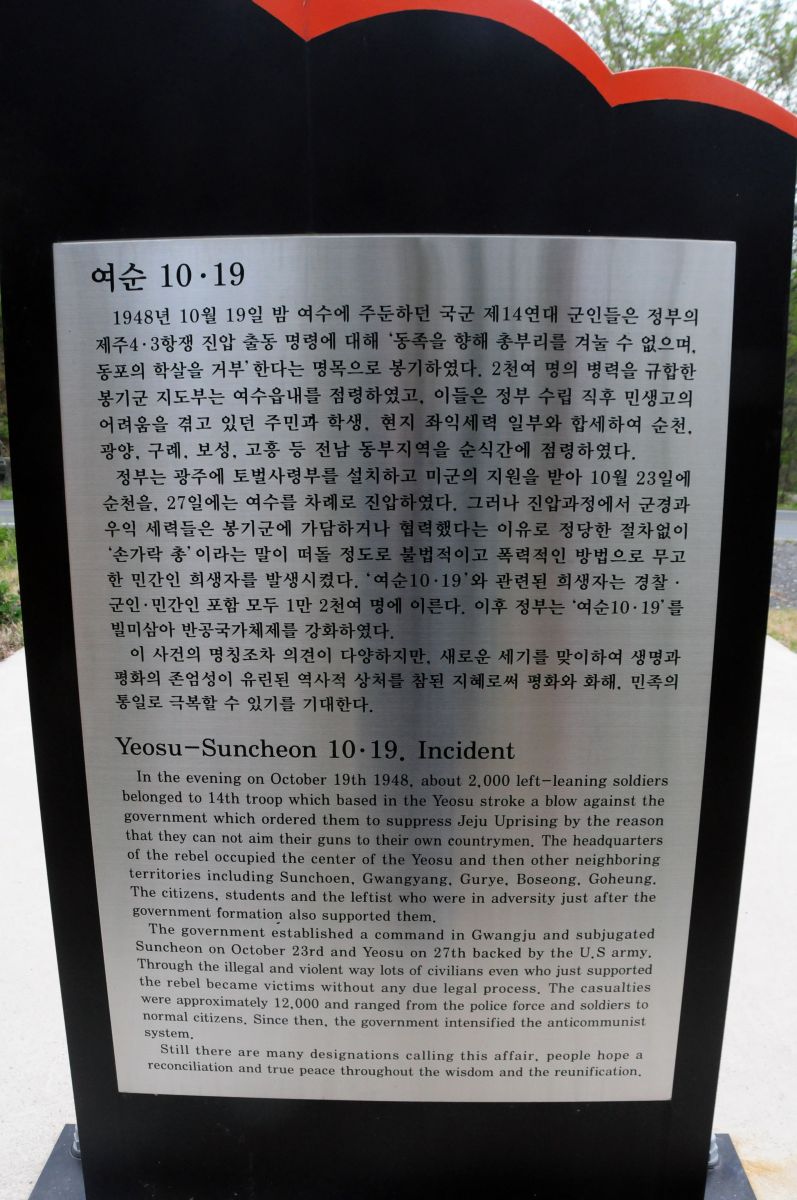 여순 10·19
1948년 10월 19일 밤 여수에 주둔하던 국군 제14연대 군인들은 정부의
제주4·3항쟁 진압 출동 명령에 대해 '동족을 향해 총부리를 겨눌 수 없으며,
동포의 학살을 거부'한다는 명목으로 봉기하였다. 2천여 명의 병력을 규합한
봉기군 지도부는 여수읍내를 점령하였고, 이들은 정부 수립 직후 민생고의
어려움을 겪고 있던 주민과 학생, 현지 좌익세력 일부와 합세하여 순천,
광양, 구례, 보성, 고흥 등 전남 동부지역을 순식간에 점령하였다.
정부는 광주에 토벌사령부를 설치하고 미군의 지원을 받아 10월 23일에
순천을, 27일에는 여수를 차례로 진압하였다. 그러나 진압과정에서 군경과
우익 세력들은 봉기군에 가담하거나 협력했다는 이유로 정당한 절차없이
'손가락 총'이라는 말이 떠돌 정도로 불법적이고 폭력적인 방법으로 무고
한 민간인 희생자를 발생시켰다. '여순10·19'와 관련된 희생자는 경찰·
군인·민간인 포함 모두 1만 2천여 명에 이른다. 이후 정부는 '여순10·19'를
빌미삼아 반공국가체제를 강화하였다.
이 사건의 명칭조차 의견이 다양하지만, 새로운 세기를 맞이하여 생명과
평화의 존엄성이 유린된 역사적 상처를 참된 지혜로써 평화와 화해, 민족의
통일로 극복할 수 있기를 기대한다.
Yeosu-Suncheon 10·19. Incident
In the evening on October 19th 1948, about 2,000 left-leaning soldiers
belonged to 14th troop which based in the Yeosu stroke a blow against the
government which ordered them to suppress Jeju Uprising by the reason
that they can not aim their guns to their own countrymen. The headquarters
of the rebel occupied the center of the Yeosu and then other neighboring
territories including Sunchoen, Gwangyang, Gurye, Boseong, Goheung.
The citizens, students and the leftist who were in adversity just after the
government formation also supported them.
The government established a command in Gwangju and subjugated
Suncheon on October 23rd and Yeosu on 27th backed by the U.S army.
Through the illegal and violent way lots of civilians even who just supported
the rebel became victims without any due legal process. The casualties
were approximately 12,000 and ranged from the police force and soldiers to
normal citizens. Since then, the government intensified the anticommunist
system.
Still there are many designations calling this affair, people hope a
reconciliation and true peace throughout the wisdom and the reunification.